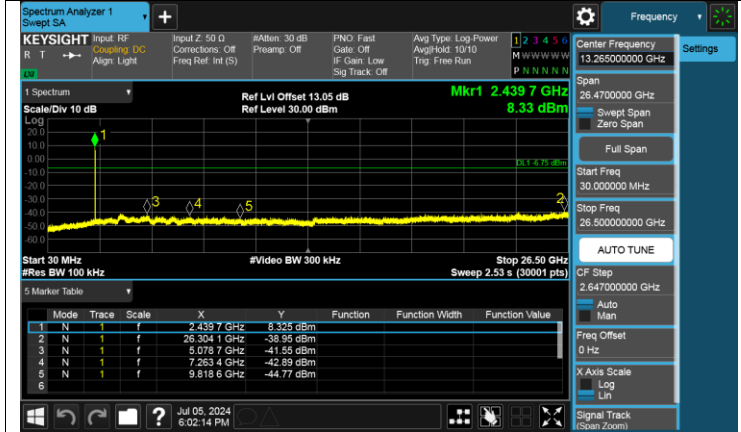 Spectrum Analyzer 1
Swept SA
+
Frequency
KEYSIGHT
R T
LXI
Input: RF
Coupling: DC
Align: Light
Input Z: 50 Ω
Corrections: Off
Freq Ref: Int (S)
#Atten: 30 dB
Preamp: Off
PNO: Fast
Gate: Off
IF Gain: Low
Sig Track: Off
Avg Type: Log-Power
Avg|Hold: 10/10
Trig: Free Run
1 2 3 4 5 6
M W W W W W
P N N N N N
Center Frequency
13.265000000 GHz
Settings
Span
26.4700000 GHz
Swept Span
Zero Span
Full Span
Start Freq
30.000000 MHz
Stop Freq
26.500000000 GHz
AUTO TUNE
CF Step
2.647000000 GHz
Auto
Man
Freq Offset
0 Hz
X Axis Scale
Log
Lin
Signal Track
(Span Zoom)
1 Spectrum
Scale/Div 10 dB
Log
Ref Lvl Offset 13.05 dB
Ref Level 30.00 dBm
Mkr1 2.439 7 GHz
8.33 dBm
20.0
10.0
0.00
-10.0
-20.0
-30.0
-40.0
-50.0
-60.0
1
3
4
5
2
DL1 -6.75 dBm
Start 30 MHz
#Res BW 100 kHz
#Video BW 300 kHz
Stop 26.50 GHz
Sweep 2.53 s (30001 pts)
5 Marker Table
Mode Trace Scale X Y Function Function Width Function Value
1 N 1 f 2.439 7 GHz 8.325 dBm
2 N 1 f 26.304 1 GHz -38.95 dBm
3 N 1 f 5.078 7 GHz -41.55 dBm
4 N 1 f 7.263 4 GHz -42.89 dBm
5 N 1 f 9.818 6 GHz -44.77 dBm
6
?
Jul 05, 2024
6:02:14 PM